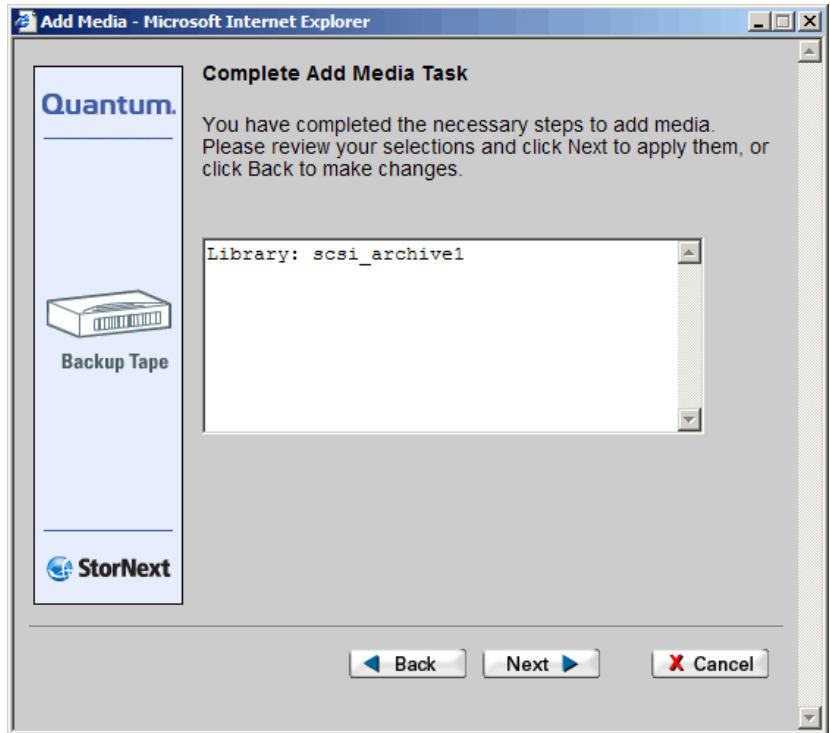 Add Media - Microsoft Internet Explorer
Quantum.
Complete Add Media Task
You have completed the necessary steps to add media.
Please review your selections and click Next to apply them, or
click Back to make changes.
Library: scsi_archive1
Backup Tape
StorNext
Back
Next
X Cancel